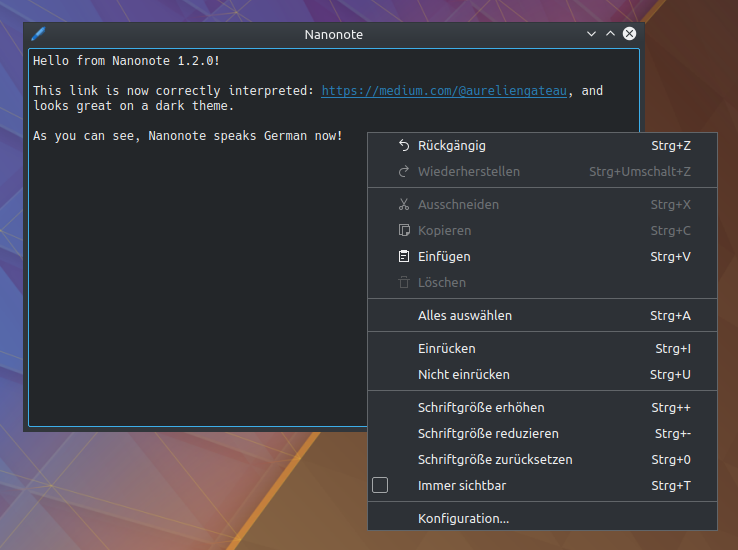 Nanonote
Hello from Nanonote 1.2.0!
This link is now correctly interpreted: https://medium.com/@aureliengateau, and
looks great on a dark theme.
As you can see, Nanonote speaks German now!
Rückgängig Strg+Z
Wiederherstellen Strg+Umschalt+Z
Ausschneiden Strg+X
Kopieren Strg+C
Einfügen Strg+V
Löschen
Alles auswählen Strg+A
Einrücken Strg+I
Nicht einrücken Strg+U
Schriftgröße erhöhen Strg++
Schriftgröße reduzieren Strg+-
Schriftgröße zurücksetzen Strg+0
Immer sichtbar Strg+T
Konfiguration...